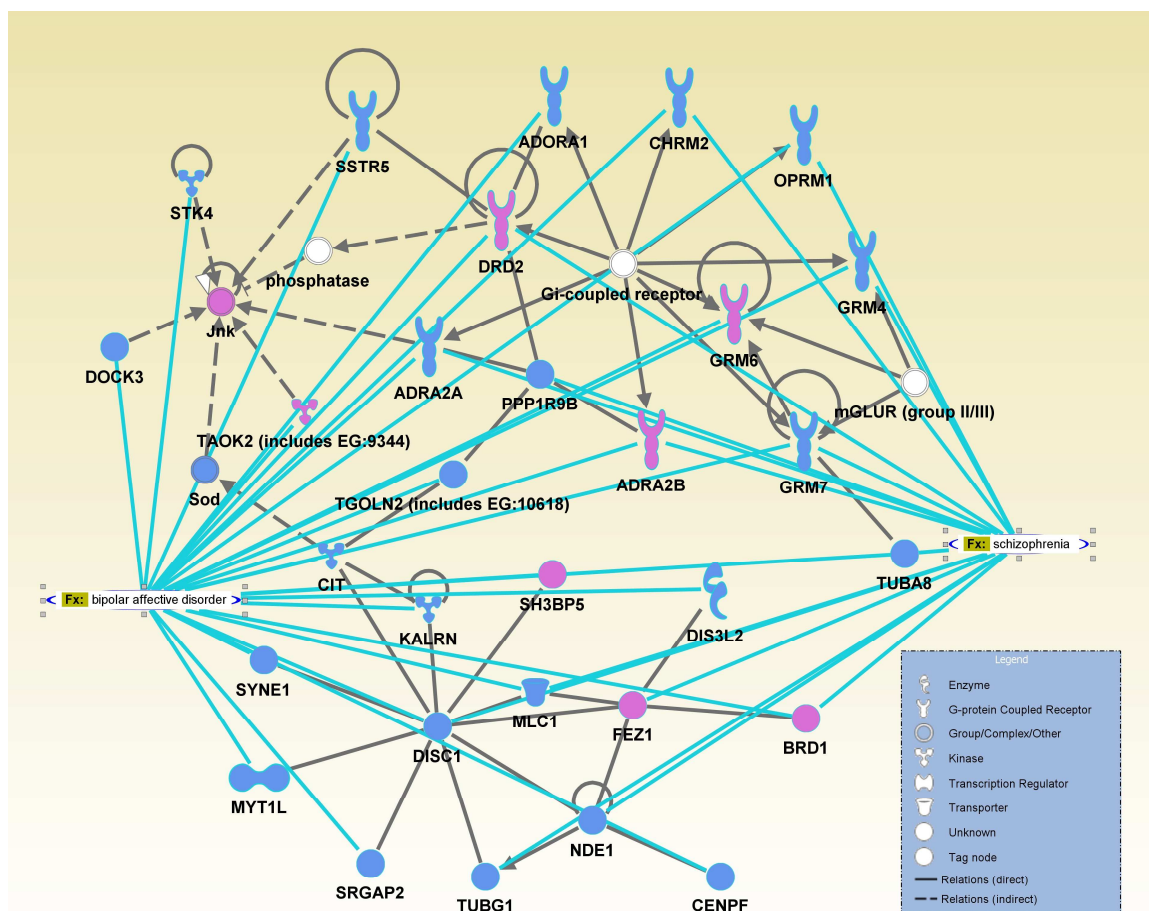 ADORA1
CHRM2
SSTR5
OPRM1
STK4
DRD2
phosphatase
Gi-coupled receptor
GRM4
Jnk
GRM6
DOCK3
ADRA2A
PPP1R9B
mGLUR (group II/III)
TAOK2 (includes EG:9344)
ADRA2B
GRM7
Sod
TGOLN2 (includes EG:10618)
Fx: schizophrenia
CIT
TUBA8
Fx: bipolar affective disorder
SH3BP5
KALRN
DIS3L2
SYNE1
MLC1
FEZ1
BRD1
DISC1
MYT1L
NDE1
SRGAP2
TUBG1
CENPF
Legend
Enzyme
G-protein Coupled Receptor
Group/Complex/Other
Kinase
Transcription Regulator
Transporter
Unknown
Tag node
Relations (direct)
Relations (indirect)